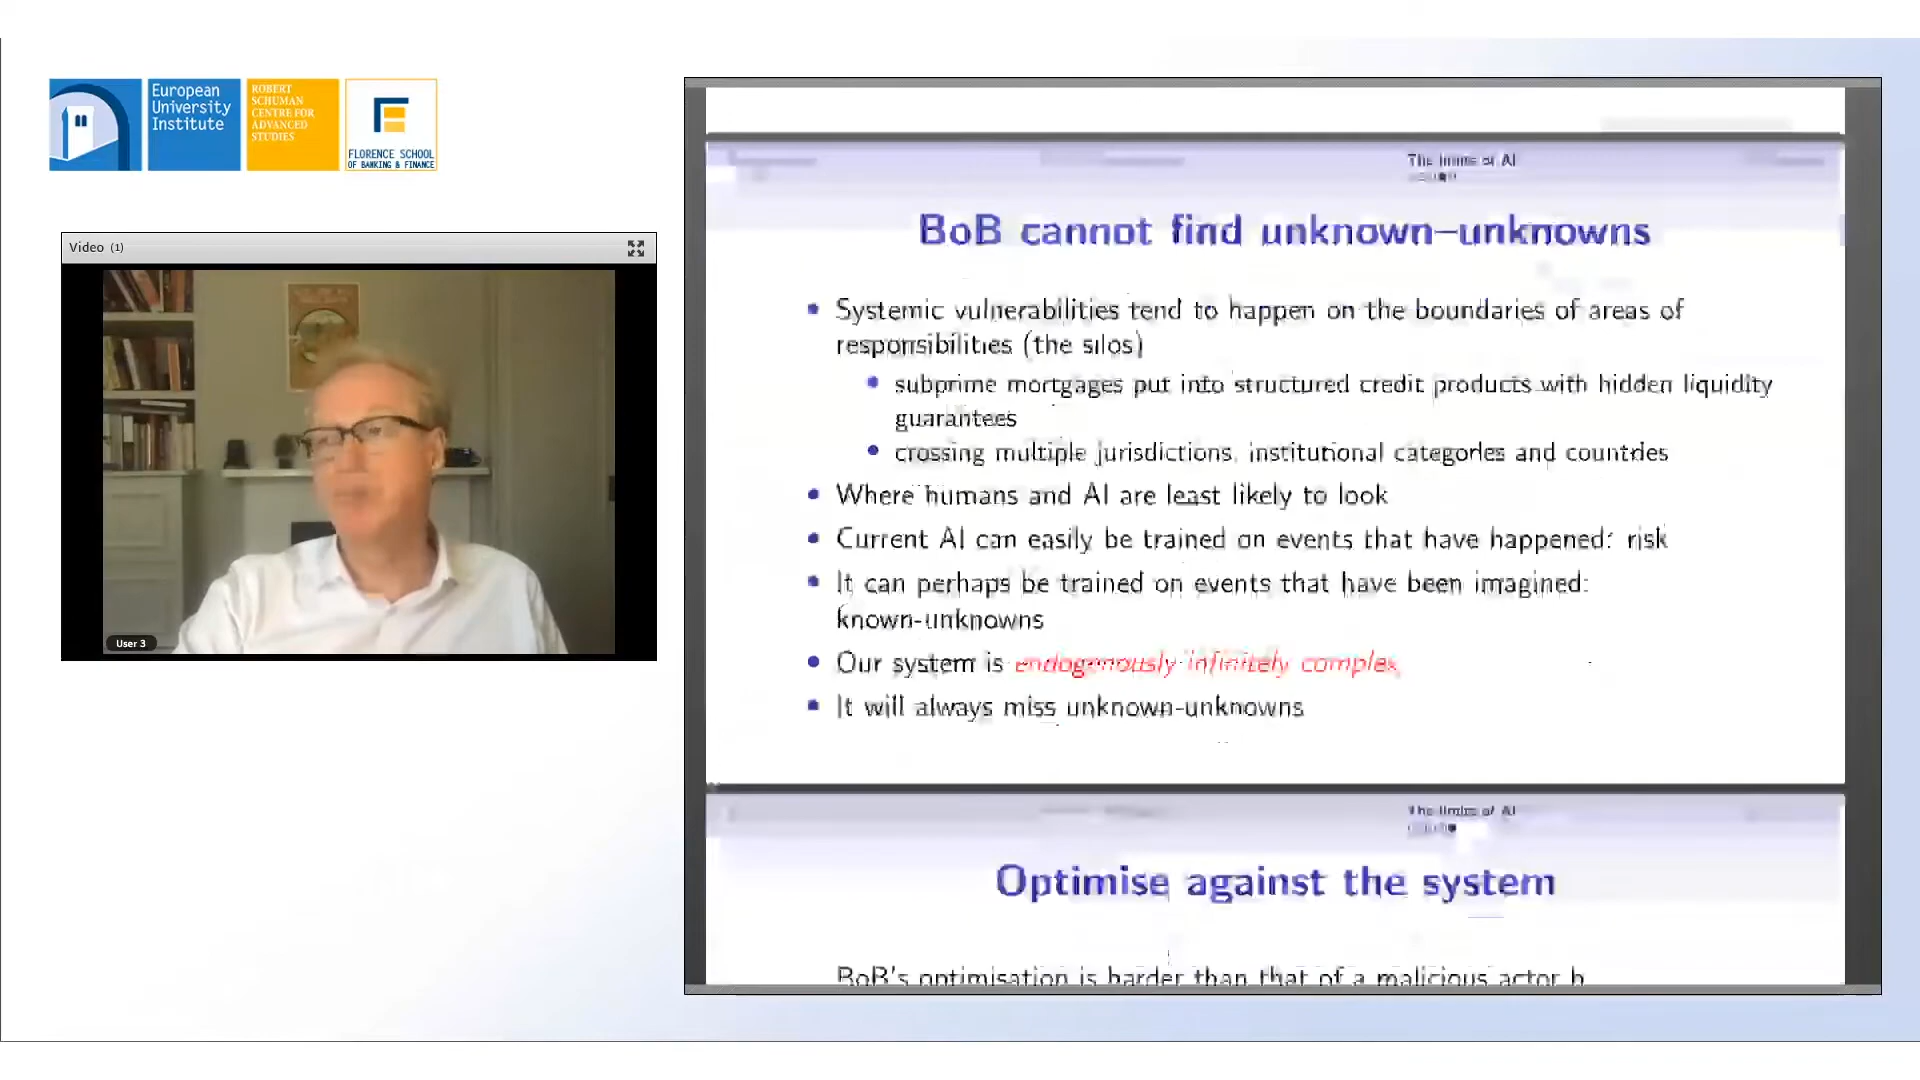 European
University
Institute
ROBERT
SCHUMAN
CENTRE FOR
ADVANCED
STUDIES
FLORENCE SCHOOL
OF BANKING & FINANCE
Video (1)
User 3
The limits of AI
BoB cannot find unknown–unknowns
Systemic vulnerabilities tend to happen on the boundaries of areas of
responsibilities (the silos)
subprime mortgages put into structured credit products with hidden liquidity
guarantees
crossing multiple jurisdictions, institutional categories and countries
Where humans and AI are least likely to look
Current AI can easily be trained on events that have happened: risk
It can perhaps be trained on events that have been imagined:
known-unknowns
Our system is endogenously infinitely complex
It will always miss unknown-unknowns
The limits of AI
Optimise against the system
BoB's optimisation is harder than that of a malicious actor